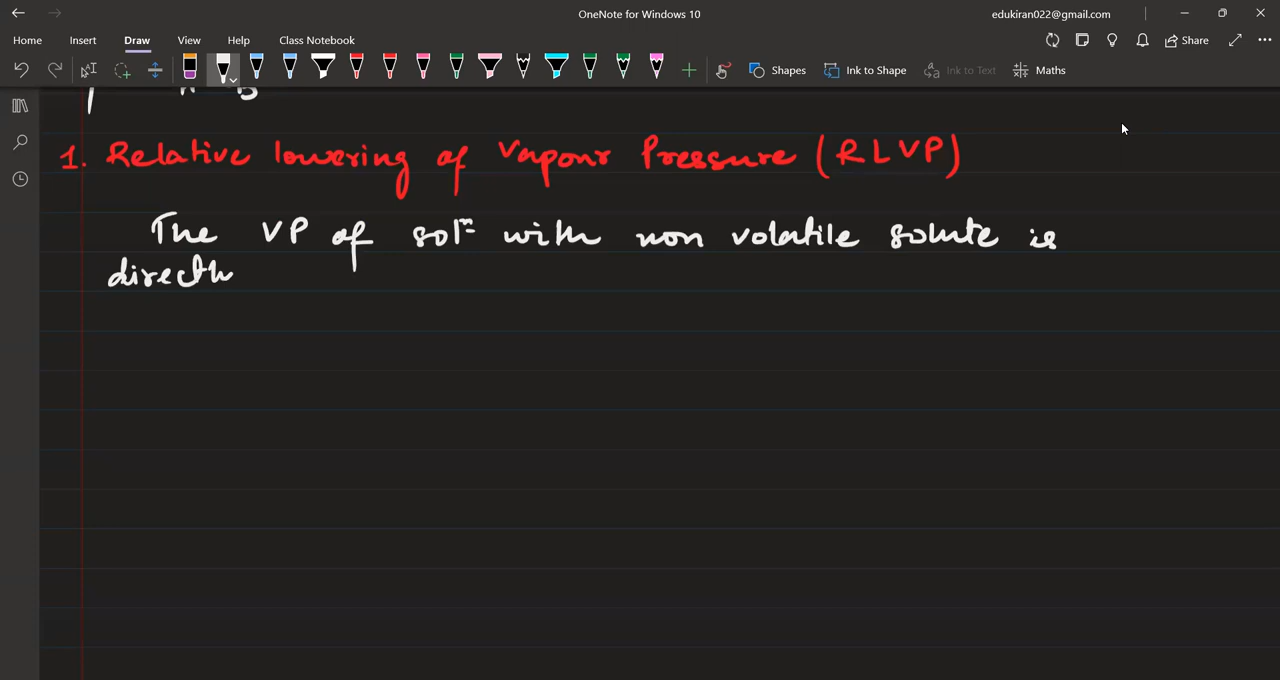 OneNote for Windows 10
edukiran022@gmail.com
Home Insert Draw View Help Class Notebook
Share
Shapes Ink to Shape Ink to Text Maths
1. Relative lowering of Vapour Pressure (RLVP)
The VP of solⁿ with non volatile solute is
directly